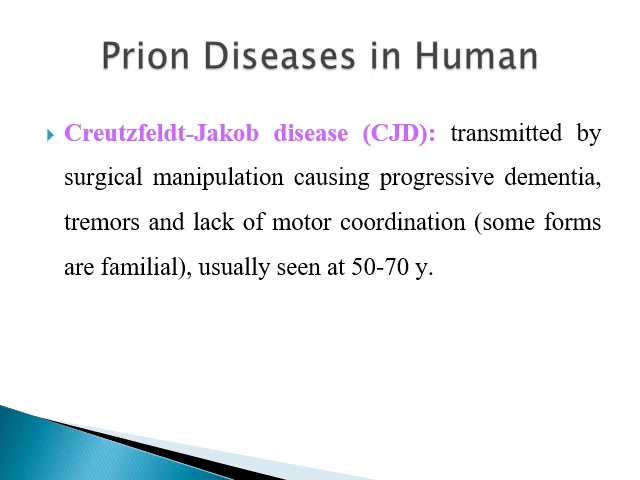 Prion Diseases in Human
Creutzfeldt-Jakob disease (CJD): transmitted by
surgical manipulation causing progressive dementia,
tremors and lack of motor coordination (some forms
are familial), usually seen at 50-70 y.